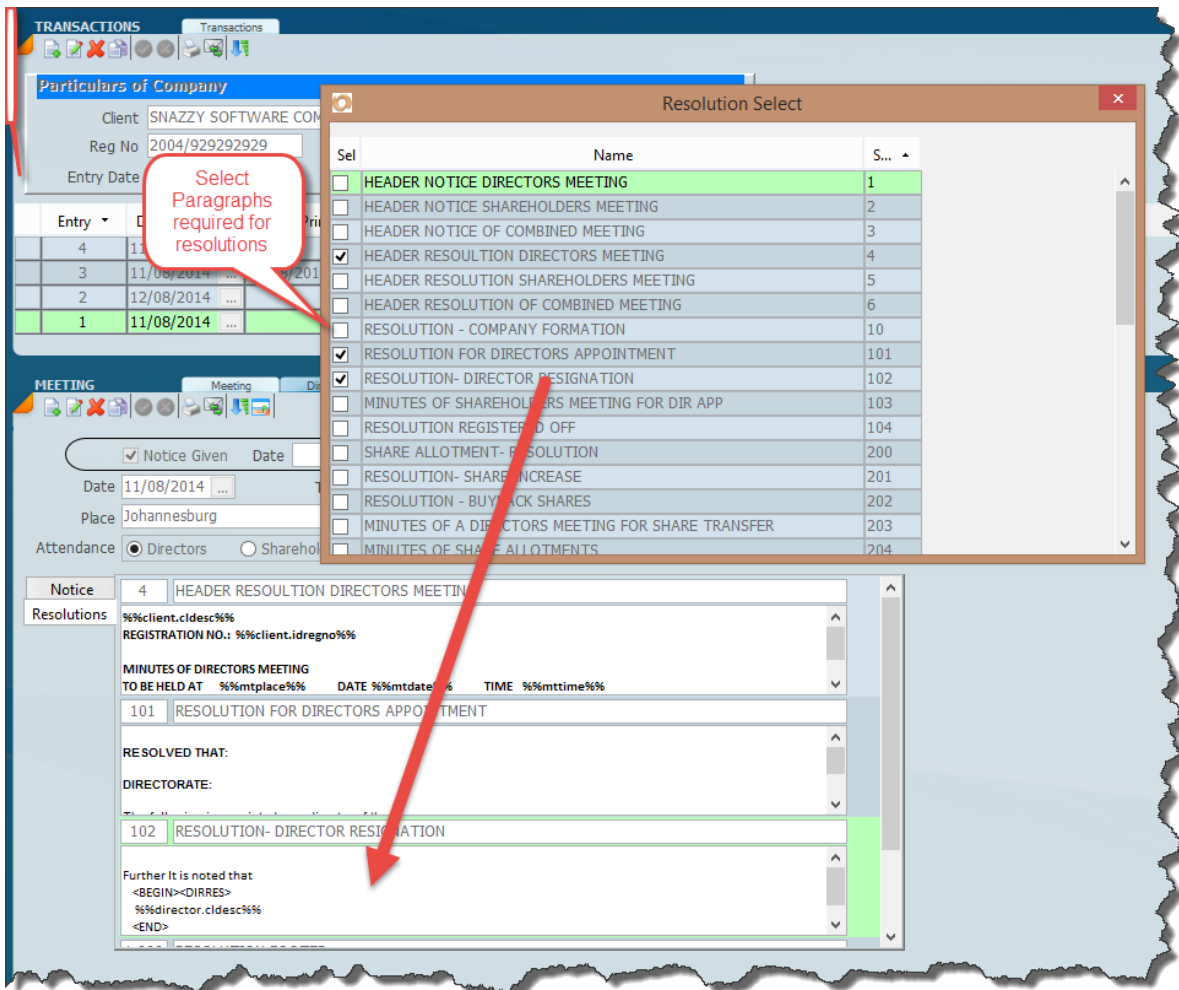 TRANSACTIONS Transactions
Particulars of Company
Client SNAZZY SOFTWARE COM
Reg No 2004/929292929
Entry Date
Select
Paragraphs
required for
resolutions
Entry
4 11
3 11/08/2014 ... 8/201
2 12/08/2014 ...
1 11/08/2014 ...
Resolution Select
Sel Name S...
HEADER NOTICE DIRECTORS MEETING 1
HEADER NOTICE SHAREHOLDERS MEETING 2
HEADER NOTICE OF COMBINED MEETING 3
HEADER RESOULTION DIRECTORS MEETING 4
HEADER RESOLUTION SHAREHOLDERS MEETING 5
HEADER RESOLUTION OF COMBINED MEETING 6
RESOLUTION - COMPANY FORMATION 10
RESOLUTION FOR DIRECTORS APPOINTMENT 101
RESOLUTION- DIRECTOR RESIGNATION 102
MINUTES OF SHAREHOLDERS MEETING FOR DIR APP 103
RESOLUTION REGISTERED OFF 104
SHARE ALLOTMENT- RESOLUTION 200
RESOLUTION- SHARE INCREASE 201
RESOLUTION - BUYBACK SHARES 202
MINUTES OF A DIRECTORS MEETING FOR SHARE TRANSFER 203
MINUTES OF SHARE ALLOTMENTS 204
MEETING Meeting Di
Notice Given Date
Date 11/08/2014 ... T
Place Johannesburg
Attendance Directors Sharehol
Notice
Resolutions
4 HEADER RESOULTION DIRECTORS MEETING
%%client.cldesc%%
REGISTRATION NO.: %%client.idregno%%
MINUTES OF DIRECTORS MEETING
TO BE HELD AT %%mtplace%% DATE %%mtdate%% TIME %%mttime%%
101 RESOLUTION FOR DIRECTORS APPOINTMENT
RESOLVED THAT:
DIRECTORATE:
102 RESOLUTION- DIRECTOR RESIGNATION
Further It is noted that
<BEGIN><DIRRES>
%%director.cldesc%%
<END>